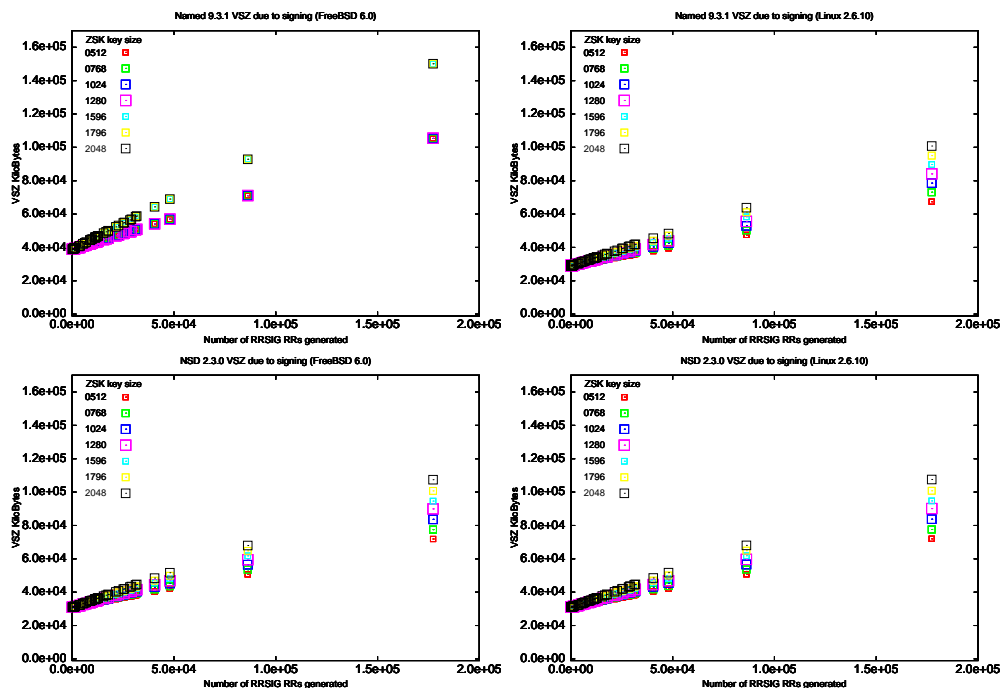 Named 9.3.1 VSZ due to signing (FreeBSD 6.0)
1.6e+05
1.4e+05
1.2e+05
1.0e+05
8.0e+04
6.0e+04
4.0e+04
2.0e+04
0.0e+00
VSZ KiloBytes
ZSK key size
0512
0768
1024
1280
1596
1796
2048
0.0e+00 5.0e+04 1.0e+05 1.5e+05 2.0e+05
Number of RRSIG RRs generated
Named 9.3.1 VSZ due to signing (Linux 2.6.10)
1.6e+05
1.4e+05
1.2e+05
1.0e+05
8.0e+04
6.0e+04
4.0e+04
2.0e+04
0.0e+00
VSZ KiloBytes
ZSK key size
0512
0768
1024
1280
1596
1796
2048
0.0e+00 5.0e+04 1.0e+05 1.5e+05 2.0e+05
Number of RRSIG RRs generated
NSD 2.3.0 VSZ due to signing (FreeBSD 6.0)
1.6e+05
1.4e+05
1.2e+05
1.0e+05
8.0e+04
6.0e+04
4.0e+04
2.0e+04
0.0e+00
VSZ KiloBytes
ZSK key size
0512
0768
1024
1280
1596
1796
2048
0.0e+00 5.0e+04 1.0e+05 1.5e+05 2.0e+05
Number of RRSIG RRs generated
NSD 2.3.0 VSZ due to signing (Linux 2.6.10)
1.6e+05
1.4e+05
1.2e+05
1.0e+05
8.0e+04
6.0e+04
4.0e+04
2.0e+04
0.0e+00
VSZ KiloBytes
ZSK key size
0512
0768
1024
1280
1596
1796
2048
0.0e+00 5.0e+04 1.0e+05 1.5e+05 2.0e+05
Number of RRSIG RRs generated